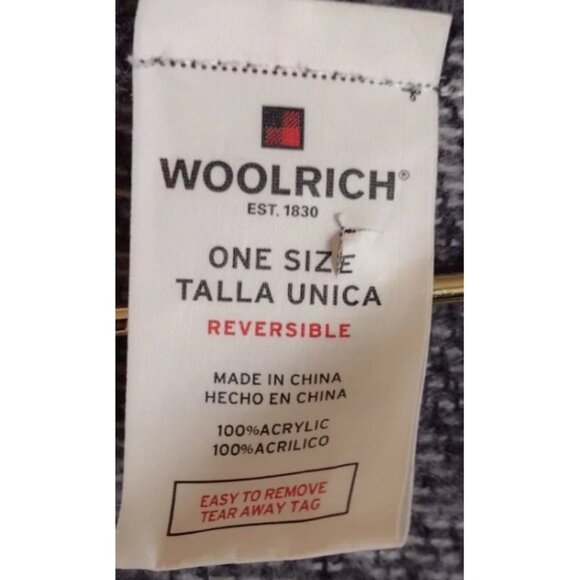 WOOLRICH®
EST. 1830
ONE SIZE
TALLA UNICA
REVERSIBLE
MADE IN CHINA
HECHO EN CHINA
100%ACRYLIC
100%ACRILICO
EASY TO REMOVE
TEAR AWAY TAG